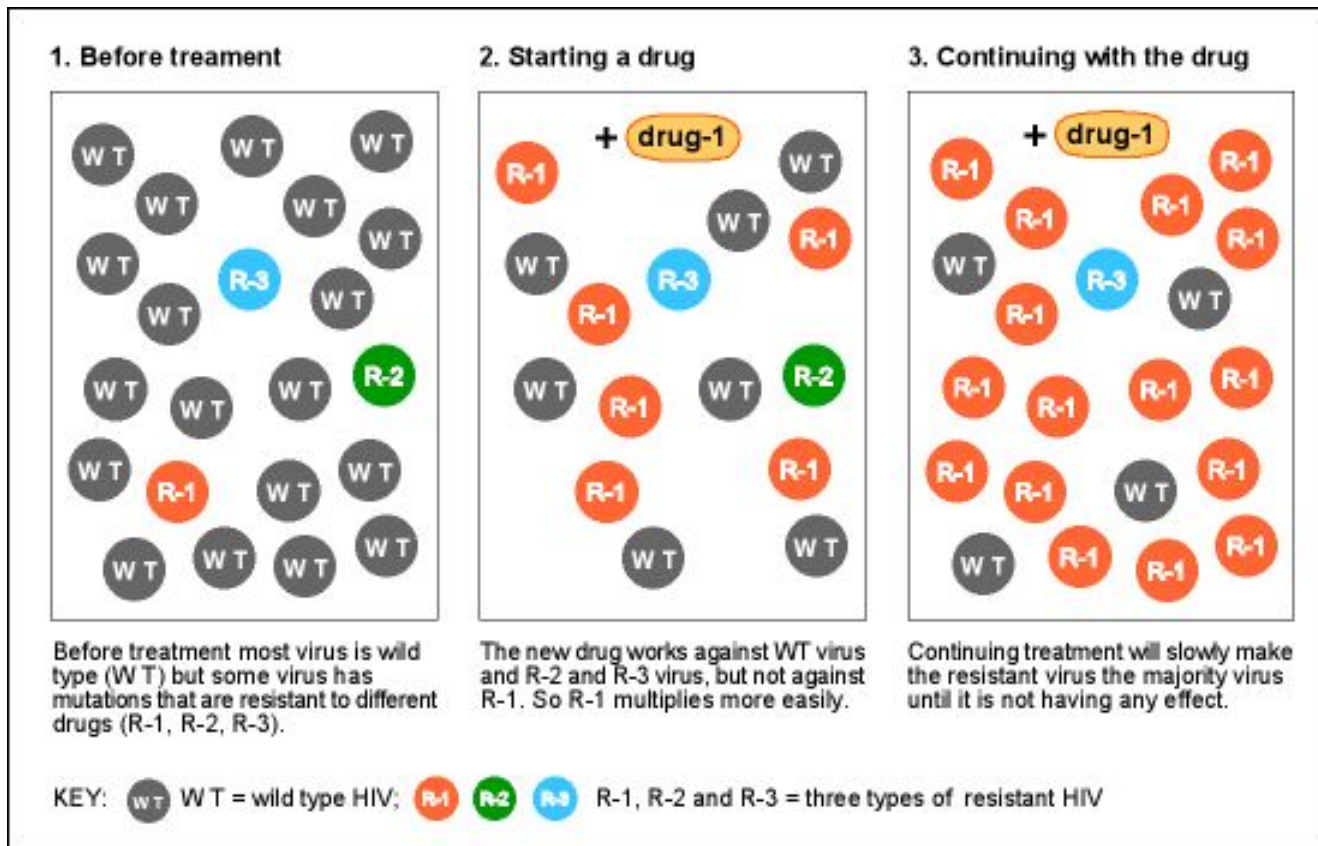 1. Before treament
W T
W T
W T
W T
W T
W T
W T
R-3
W T
W T
W T
W T
W T
R-2
W T
W T
R-1
W T
W T
W T
W T
W T
W T
Before treatment most virus is wild
type (W T) but some virus has
mutations that are resistant to different
drugs (R-1, R-2, R-3).
2. Starting a drug
+ drug-1
R-1
W T
W T
R-1
W T
R-3
R-1
W T
R-1
W T
R-2
R-1
R-1
W T
W T
The new drug works against WT virus
and R-2 and R-3 virus, but not against
R-1. So R-1 multiplies more easily.
3. Continuing with the drug
+ drug-1
R-1
R-1
R-1
R-1
R-1
W T
R-3
W T
R-1
R-1
R-1
R-1
R-1
R-1
R-1
W T
R-1
W T
R-1
R-1
R-1
Continuing treatment will slowly make
the resistant virus the majority virus
until it is not having any effect.
KEY: W T W T = wild type HIV; R-1 R-2 R-3 R-1, R-2 and R-3 = three types of resistant HIV